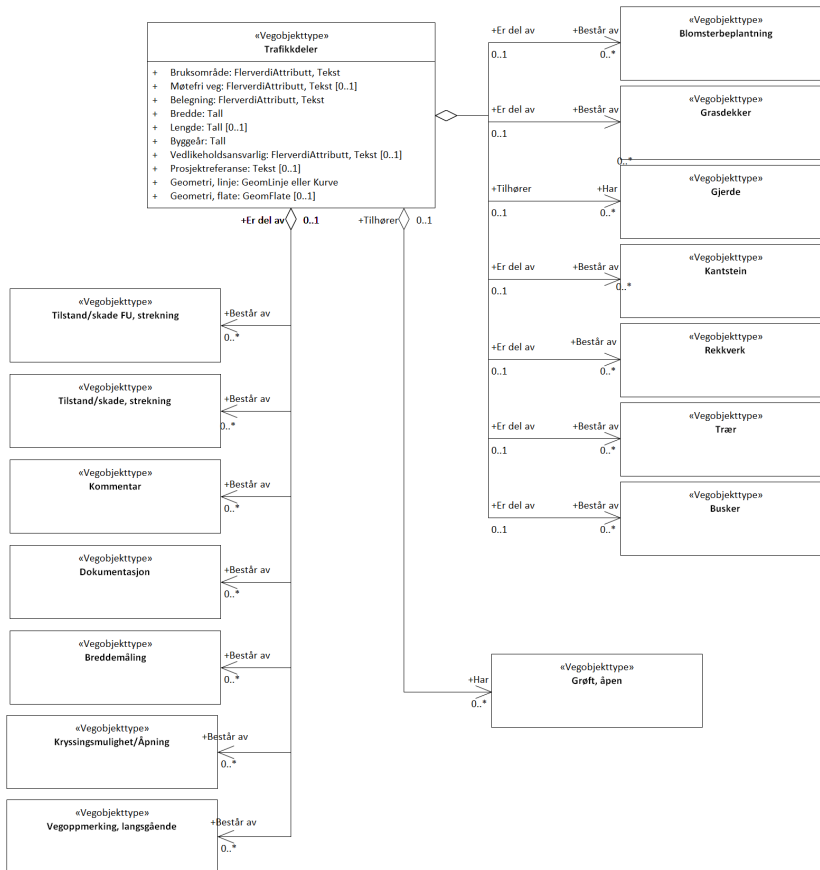 «Vegobjekttype»
Trafikkdeler
+ Bruksområde: FlerverdiAttributt, Tekst
+ Møtefri veg: FlerverdiAttributt, Tekst [0..1]
+ Belegning: FlerverdiAttributt, Tekst
+ Bredde: Tall
+ Lengde: Tall [0..1]
+ Byggeår: Tall
+ Vedlikeholdsansvarlig: FlerverdiAttributt, Tekst [0..1]
+ Prosjektreferanse: Tekst [0..1]
+ Geometri, linje: GeomLinje eller Kurve
+ Geometri, flate: GeomFlate [0..1]
+Er del av 0..1
+Tilhører 0..1
+Er del av +Består av
0..1 0..*
«Vegobjekttype»
Blomsterbeplantning
+Er del av +Består av
0..1 0..*
«Vegobjekttype»
Grasdekker
+Tilhører +Har
0..1 0..*
«Vegobjekttype»
Gjerde
+Er del av +Består av
0..1 0..*
«Vegobjekttype»
Kantstein
+Er del av +Består av
0..1 0..*
«Vegobjekttype»
Rekkverk
+Er del av +Består av
0..1 0..*
«Vegobjekttype»
Trær
+Er del av +Består av
0..1 0..*
«Vegobjekttype»
Busker
«Vegobjekttype»
Tilstand/skade FU, strekning
+Består av
0..*
«Vegobjekttype»
Tilstand/skade, strekning
+Består av
0..*
«Vegobjekttype»
Kommentar
+Består av
0..*
«Vegobjekttype»
Dokumentasjon
+Består av
0..*
«Vegobjekttype»
Breddemåling
+Består av
0..*
«Vegobjekttype»
Kryssingsmulighet/Åpning
+Består av
0..*
«Vegobjekttype»
Vegoppmerking, langsgående
+Består av
0..*
+Har
0..*
«Vegobjekttype»
Grøft, åpen